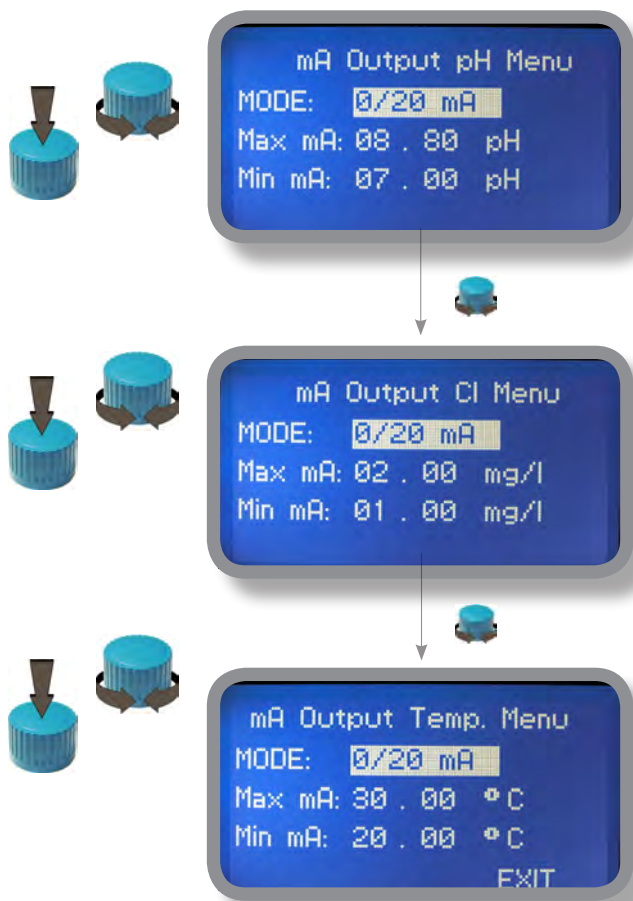 mA Output pH Menu
MODE: 0/20 mA
Max mA: 08 . 80 pH
Min mA: 07 . 00 pH
mA Output Cl Menu
MODE: 0/20 mA
Max mA: 02 . 00 mg/l
Min mA: 01 . 00 mg/l
mA Output Temp. Menu
MODE: 0/20 mA
Max mA: 30 . 00 °C
Min mA: 20 . 00 °C
EXIT